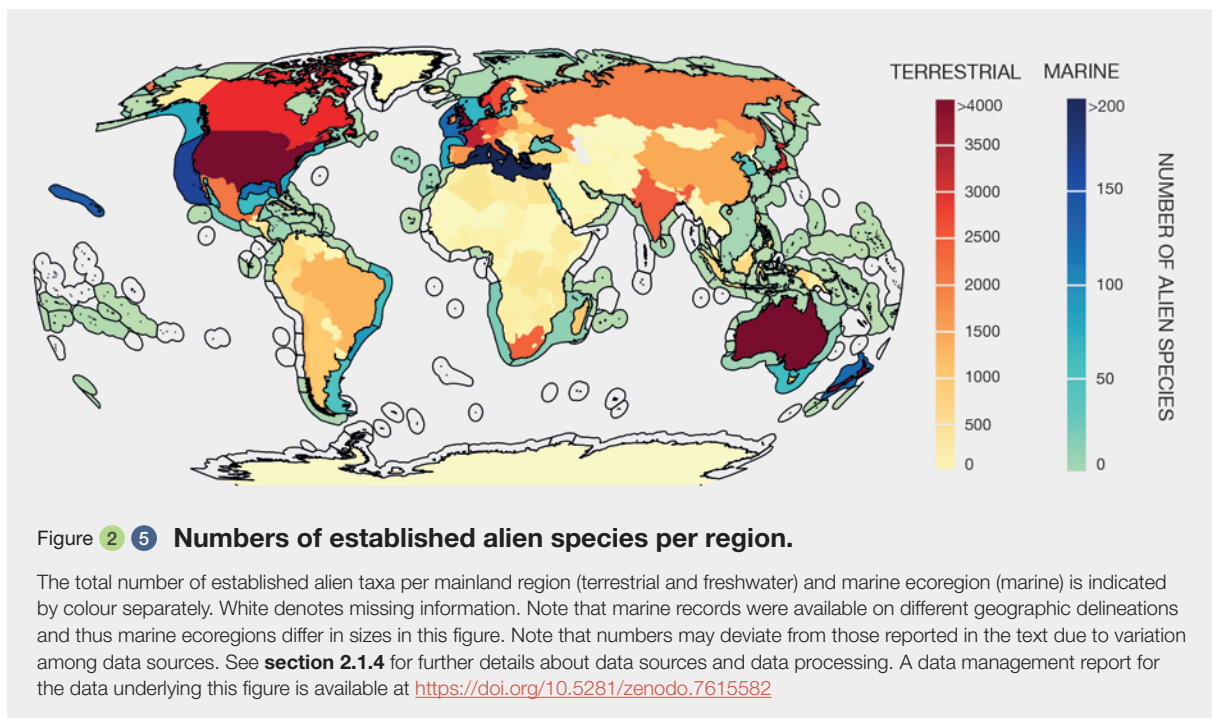 TERRESTRIAL MARINE
>4000 >200
3500
3000 150
2500
2000 100
1500
1000 50
500
0 0
NUMBER OF ALIEN SPECIES
Figure 2 5 Numbers of established alien species per region.
The total number of established alien taxa per mainland region (terrestrial and freshwater) and marine ecoregion (marine) is indicated
by colour separately. White denotes missing information. Note that marine records were available on different geographic delineations
and thus marine ecoregions differ in sizes in this figure. Note that numbers may deviate from those reported in the text due to variation
among data sources. See section 2.1.4 for further details about data sources and data processing. A data management report for
the data underlying this figure is available at https://doi.org/10.5281/zenodo.7615582